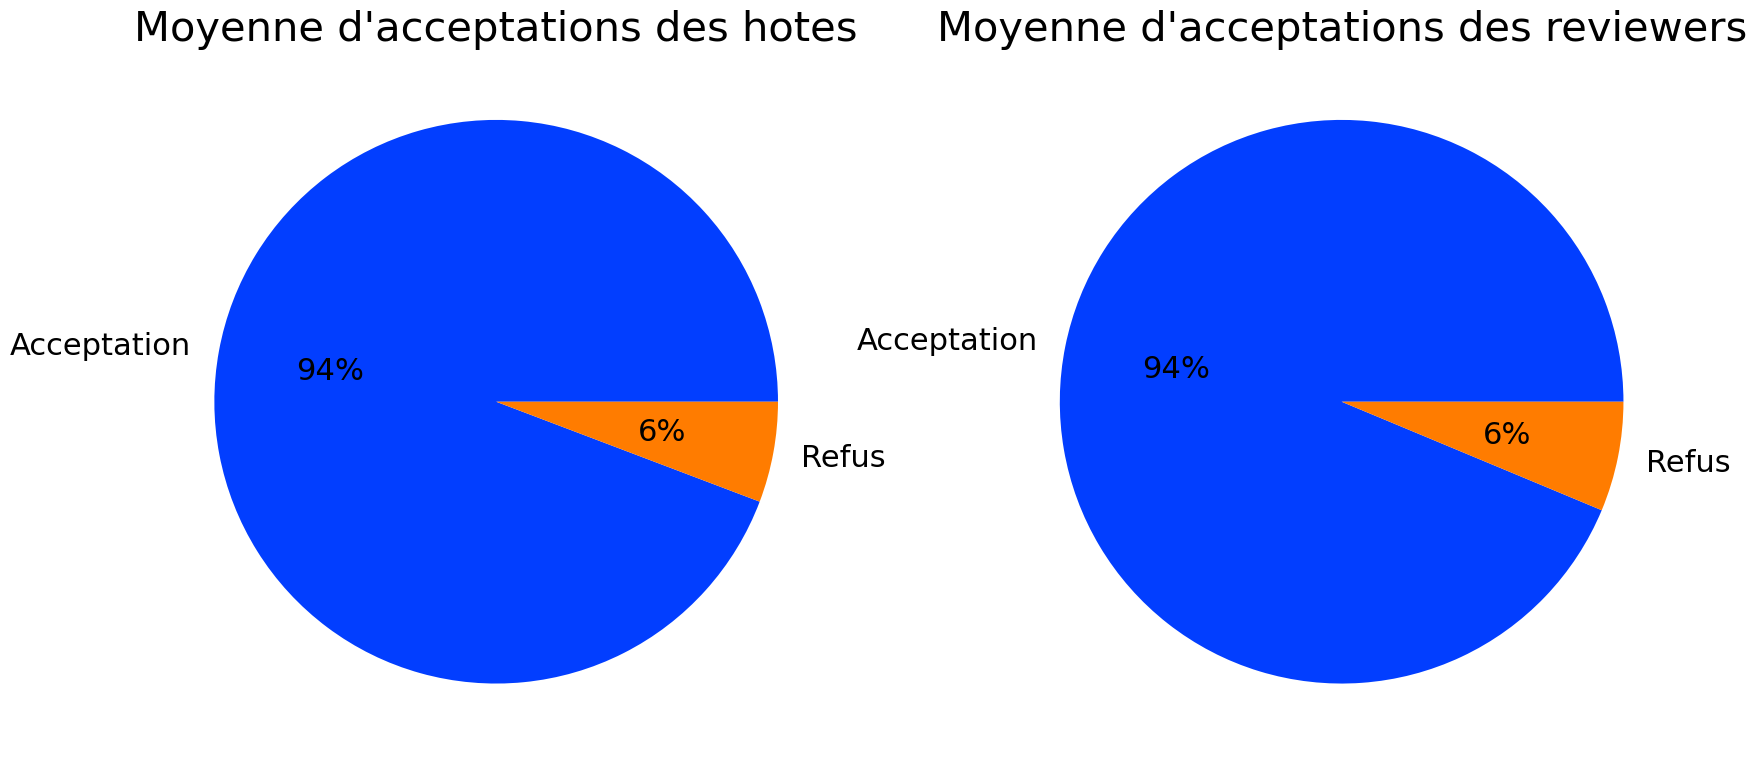 Moyenne d'acceptations des hotes
Acceptation
94%
6%
Refus
Moyenne d'acceptations des reviewers
Acceptation
94%
6%
Refus